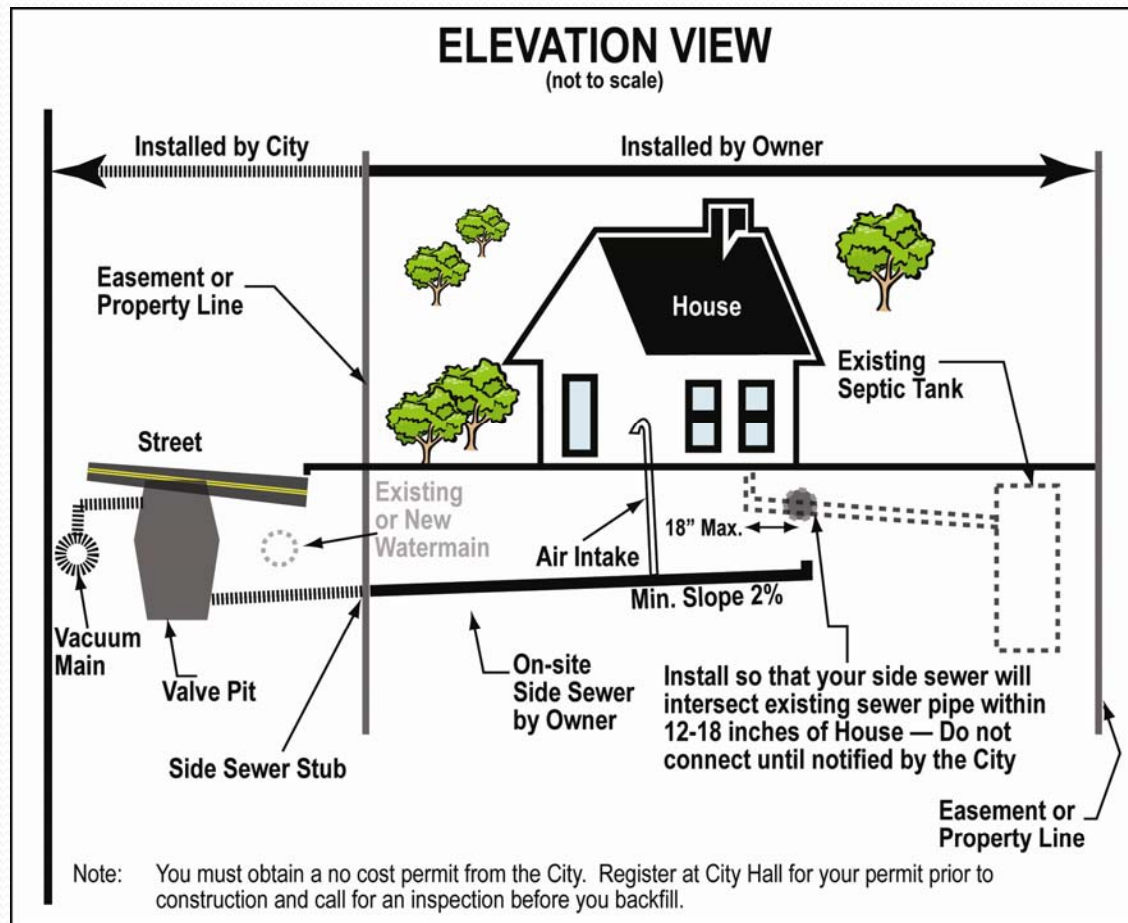 ELEVATION VIEW
(not to scale)
Installed by City
Installed by Owner
Easement or
Property Line
House
Existing
Septic Tank
Street
Existing
or New
Watermain
18” Max.
Air Intake
Min. Slope 2%
Vacuum
Main
Valve Pit
On-site
Side Sewer
by Owner
Install so that your side sewer will
intersect existing sewer pipe within
12-18 inches of House — Do not
connect until notified by the City
Side Sewer Stub
Easement or
Property Line
Note: You must obtain a no cost permit from the City. Register at City Hall for your permit prior to
construction and call for an inspection before you backfill.